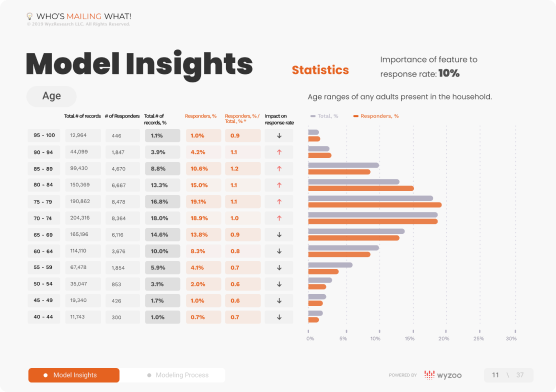 WHO'S MAILING WHAT!
© 2023 WonResearch LLC, All Rights Reserved.
Model Insights
Statistics
Importance of feature to
response rate: 10%
Age
Age ranges of any adults present in the household.
Total # of records # of Responders Total # of records, % Responders, % Responders, % / Total, % * Impact on response rate
Total, % Responders, %
95 - 100 12,964 446 1.1% 1.0% 0.9 ↓
90 - 94 44,099 1,847 3.9% 4.2% 1.1 ↑
85 - 89 99,430 4,670 8.8% 10.6% 1.2 ↑
80 - 84 150,369 6,667 13.3% 15.0% 1.1 ↑
75 - 79 190,862 8,478 16.8% 19.1% 1.1 ↑
70 - 74 204,316 8,384 18.0% 18.9% 1.0 ↑
65 - 69 165,196 6,116 14.6% 13.8% 0.9 ↓
60 - 64 114,110 3,676 10.0% 8.3% 0.8 ↓
55 - 59 67,478 1,854 5.9% 4.1% 0.7 ↓
50 - 54 35,047 853 3.1% 2.0% 0.6 ↓
45 - 49 19,340 426 1.7% 1.0% 0.6 ↓
40 - 44 11,743 300 1.0% 0.7% 0.7 ↓
0% 5% 10% 15% 20% 25% 30%
Model Insights
Modeling Process
POWERED BY wyzoo
11 \ 37